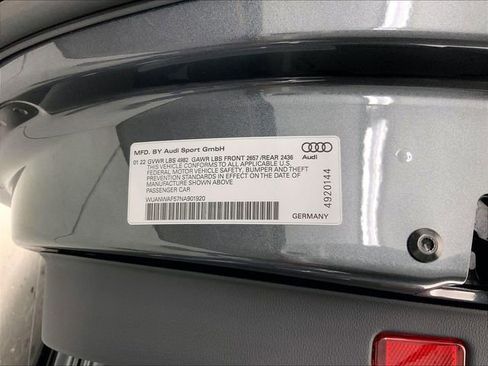 MFD. BY Audi Sport GmbH
Audi
01 22 GVWR LBS 4982 GAWR LBS FRONT 2657 /REAR 2436
THIS VEHICLE CONFORMS TO ALL APPLICABLE U.S.
FEDERAL MOTOR VEHICLE SAFETY, BUMPER AND THEFT
PREVENTION STANDARDS IN EFFECT ON THE DATE OF
MANUFACTURE SHOWN ABOVE
PASSENGER CAR
WUAWAF57NA901920
4920144
GERMANY